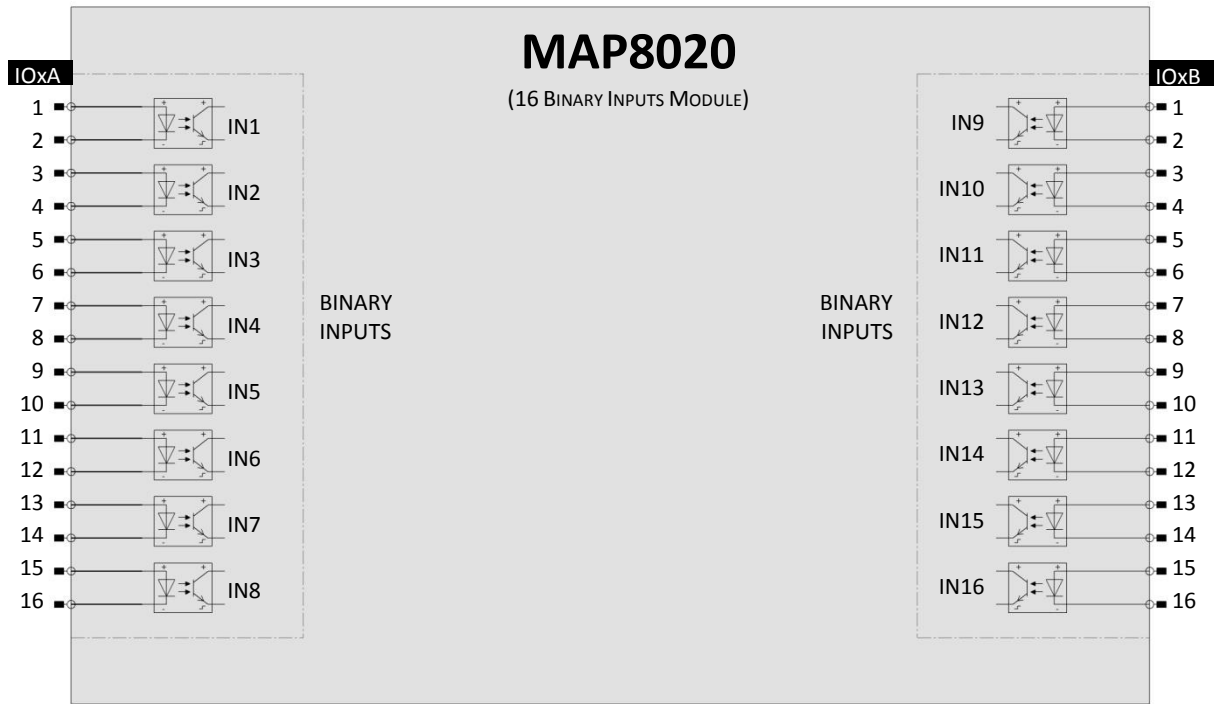 MAP8020
(16 BINARY INPUTS MODULE)
IOxA
1
2
3
4
5
6
7
8
9
10
11
12
13
14
15
16
IN1
IN2
IN3
IN4
IN5
IN6
IN7
IN8
BINARY
INPUTS
BINARY
INPUTS
IN9
IN10
IN11
IN12
IN13
IN14
IN15
IN16
IOxB
1
2
3
4
5
6
7
8
9
10
11
12
13
14
15
16